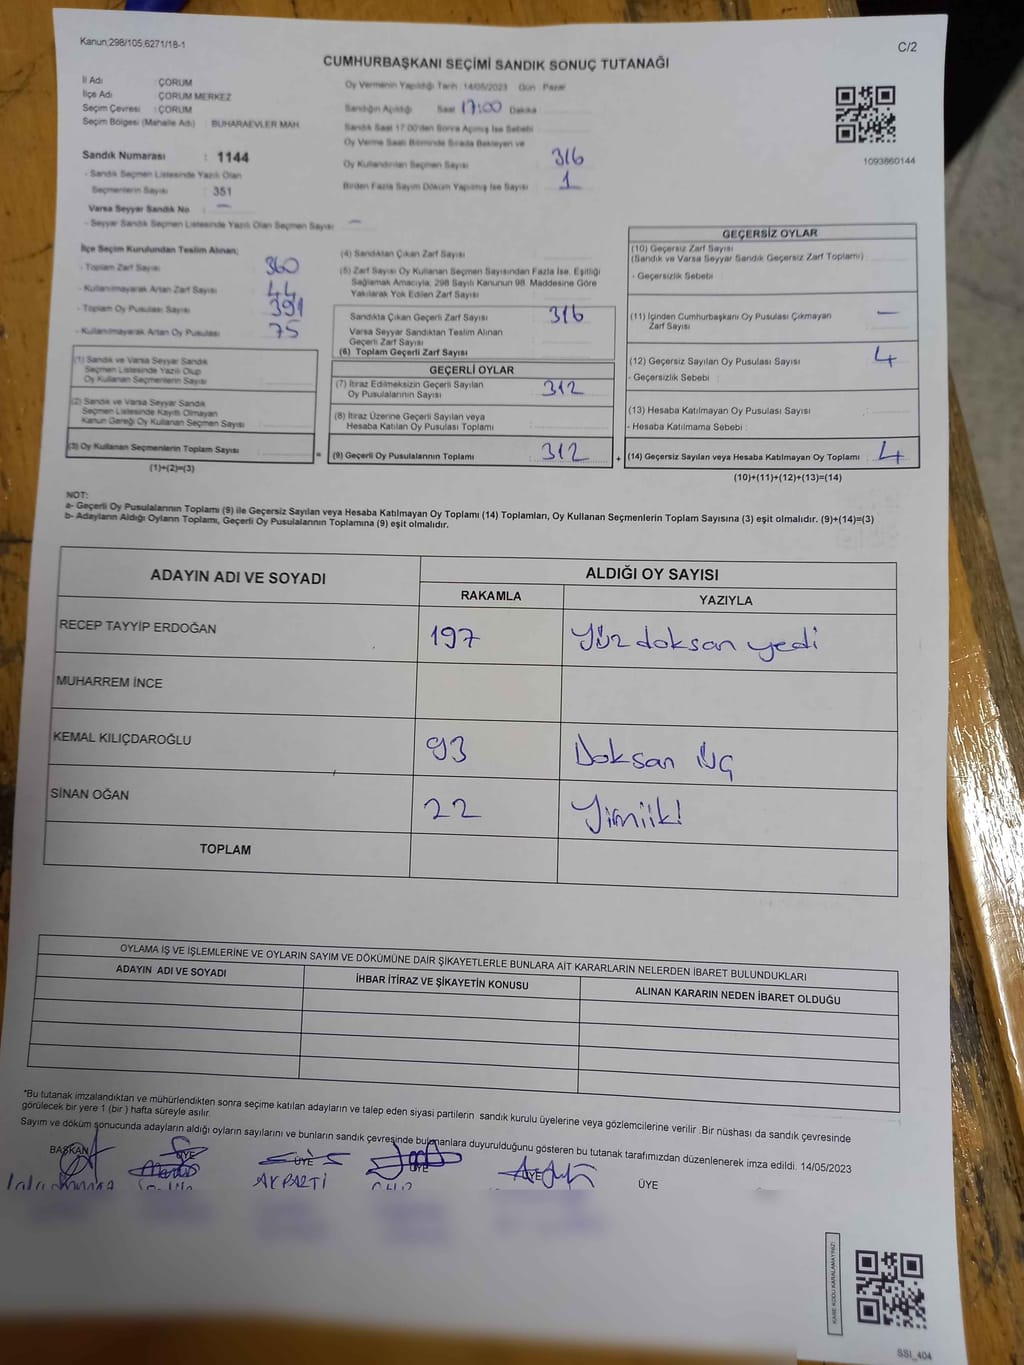 Kanun;298/105;6271/18-1
C/2
CUMHURBAŞKANI SEÇİMİ SANDIK SONUÇ TUTANAĞI
İl Adı : ÇORUM
İlçe Adı : ÇORUM MERKEZ
Seçim Çevresi : ÇORUM
Seçim Bölgesi (Mahalle Adı) : BUHARAEVLER MAH.
Sandık Numarası : 1144
- Sandık Seçmen Listesinde Yazılı Olan
Seçmenlerin Sayısı : 351
Varsa Seyyar Sandık No : —
- Seyyar Sandık Seçmen Listesinde Yazılı Olan Seçmen Sayısı : —
Oy Vermenin Yapıldığı Tarih :14/05/2023 Gün : Pazar
Sandığın Açıldığı Saat 17:00 Dakika
Sandık Saat 17.00'den Sonra Açılmış İse Sebebi
Oy Verme Saati Bitiminde Sırada Bekleyen ve
Oy Kullandırılan Seçmen Sayısı : 316
Birden Fazla Sayım Döküm Yapılmış İse Sayısı : 1
1093860144
İlçe Seçim Kurulundan Teslim Alınan;
- Toplam Zarf Sayısı : 360
- Kullanılmayarak Artan Zarf Sayısı : 44
- Toplam Oy Pusulası Sayısı : 391
- Kullanılmayarak Artan Oy Pusulası : 75
(1) Sandık ve Varsa Seyyar Sandık
Seçmen Listesinde Yazılı Olup
Oy Kullanan Seçmenlerin Sayısı :
(2) Sandık ve Varsa Seyyar Sandık
Seçmen Listesinde Kayıtlı Olmayan
Kanun Gereği Oy Kullanan Seçmen Sayısı :
(3) Oy Kullanan Seçmenlerin Toplam Sayısı :
(1)+(2)=(3)
(4) Sandıktan Çıkan Zarf Sayısı :
(5) Zarf Sayısı Oy Kullanan Seçmen Sayısından Fazla İse, Eşitliği
Sağlamak Amacıyla; 298 Sayılı Kanunun 98. Maddesine Göre
Yakılarak Yok Edilen Zarf Sayısı :
Sandıkta Çıkan Geçerli Zarf Sayısı : 316
Varsa Seyyar Sandıktan Teslim Alınan
Geçerli Zarf Sayısı
(6) Toplam Geçerli Zarf Sayısı
GEÇERLİ OYLAR
(7) İtiraz Edilmeksizin Geçerli Sayılan
Oy Pusulalarının Sayısı : 312
(8) İtiraz Üzerine Geçerli Sayılan veya
Hesaba Katılan Oy Pusulası Toplamı :
= (9) Geçerli Oy Pusulalarının Toplamı : 312 +
GEÇERSİZ OYLAR
(10) Geçersiz Zarf Sayısı
(Sandık ve Varsa Seyyar Sandık Geçersiz Zarf Toplamı) :
- Geçersizlik Sebebi :
(11) İçinden Cumhurbaşkanı Oy Pusulası Çıkmayan
Zarf Sayısı : —
(12) Geçersiz Sayılan Oy Pusulası Sayısı : 4
- Geçersizlik Sebebi :
(13) Hesaba Katılmayan Oy Pusulası Sayısı :
- Hesaba Katılmama Sebebi :
(14) Geçersiz Sayılan veya Hesaba Katılmayan Oy Toplamı : 4
(10)+(11)+(12)+(13)=(14)
NOT:
a- Geçerli Oy Pusulalarının Toplamı (9) ile Geçersiz Sayılan veya Hesaba Katılmayan Oy Toplamı (14) Toplamları, Oy Kullanan Seçmenlerin Toplam Sayısına (3) eşit olmalıdır. (9)+(14)=(3)
b- Adayların Aldığı Oyların Toplamı, Geçerli Oy Pusulalarının Toplamına (9) eşit olmalıdır.
ADAYIN ADI VE SOYADI
ALDIĞI OY SAYISI
RAKAMLA YAZIYLA
RECEP TAYYİP ERDOĞAN 197 Yüz doksan yedi
MUHARREM İNCE
KEMAL KILIÇDAROĞLU 93 Doksan üç
SİNAN OĞAN 22 Yirmiiki
TOPLAM
OYLAMA İŞ VE İŞLEMLERİNE VE OYLARIN SAYIM VE DÖKÜMÜNE DAİR ŞİKAYETLERLE BUNLARA AİT KARARLARIN NELERDEN İBARET BULUNDUKLARI
ADAYIN ADI VE SOYADI İHBAR İTİRAZ VE ŞİKAYETİN KONUSU ALINAN KARARIN NEDEN İBARET OLDUĞU
*Bu tutanak imzalandıktan ve mühürlendikten sonra seçime katılan adayların ve talep eden siyasi partilerin sandık kurulu üyelerine veya gözlemcilerine verilir .Bir nüshası da sandık çevresinde
görülecek bir yere 1 (bir ) hafta süreyle asılır.
Sayım ve döküm sonucunda adayların aldığı oyların sayılarını ve bunların sandık çevresinde bulunanlara duyurulduğunu gösteren bu tutanak tarafımızdan düzenlenerek imza edildi. 14/05/2023
BAŞKAN ÜYE ÜYE ÜYE ÜYE ÜYE
AKPARTİ
KARE KODU KARALAMAYINIZ!
SSI_404